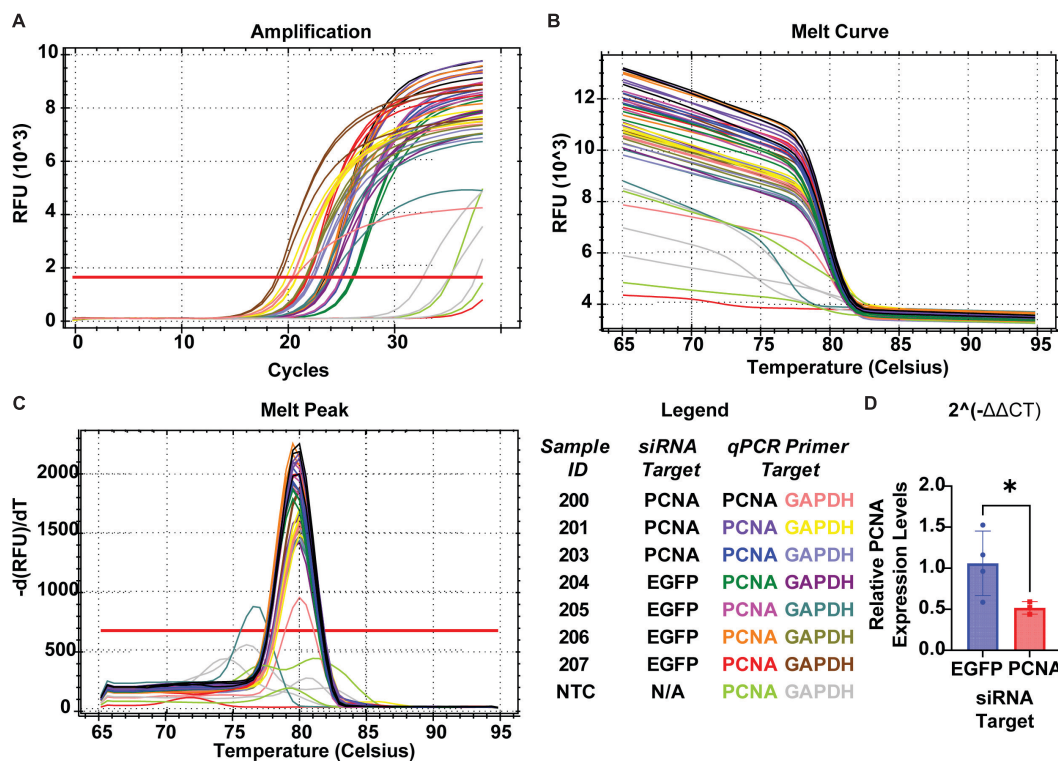 A
Amplification
10
8
6
4
2
0
RFU (10^3)
0
10
20
30
Cycles
B
Melt Curve
12
10
8
6
4
RFU (10^3)
65
70
75
80
85
90
95
Temperature (Celsius)
C
Melt Peak
2000
1500
1000
500
0
-d(RFU)/dT
65
70
75
80
85
90
95
Temperature (Celsius)
Legend
Sample siRNA qPCR Primer
ID Target Target
200 PCNA PCNA GAPDH
201 PCNA PCNA GAPDH
203 PCNA PCNA GAPDH
204 EGFP PCNA GAPDH
205 EGFP PCNA GAPDH
206 EGFP PCNA GAPDH
207 EGFP PCNA GAPDH
NTC N/A PCNA GAPDH
D
2^(-ΔΔCT)
Relative PCNA
Expression Levels
2.0
1.5
1.0
0.5
0.0
*
EGFP PCNA
siRNA
Target